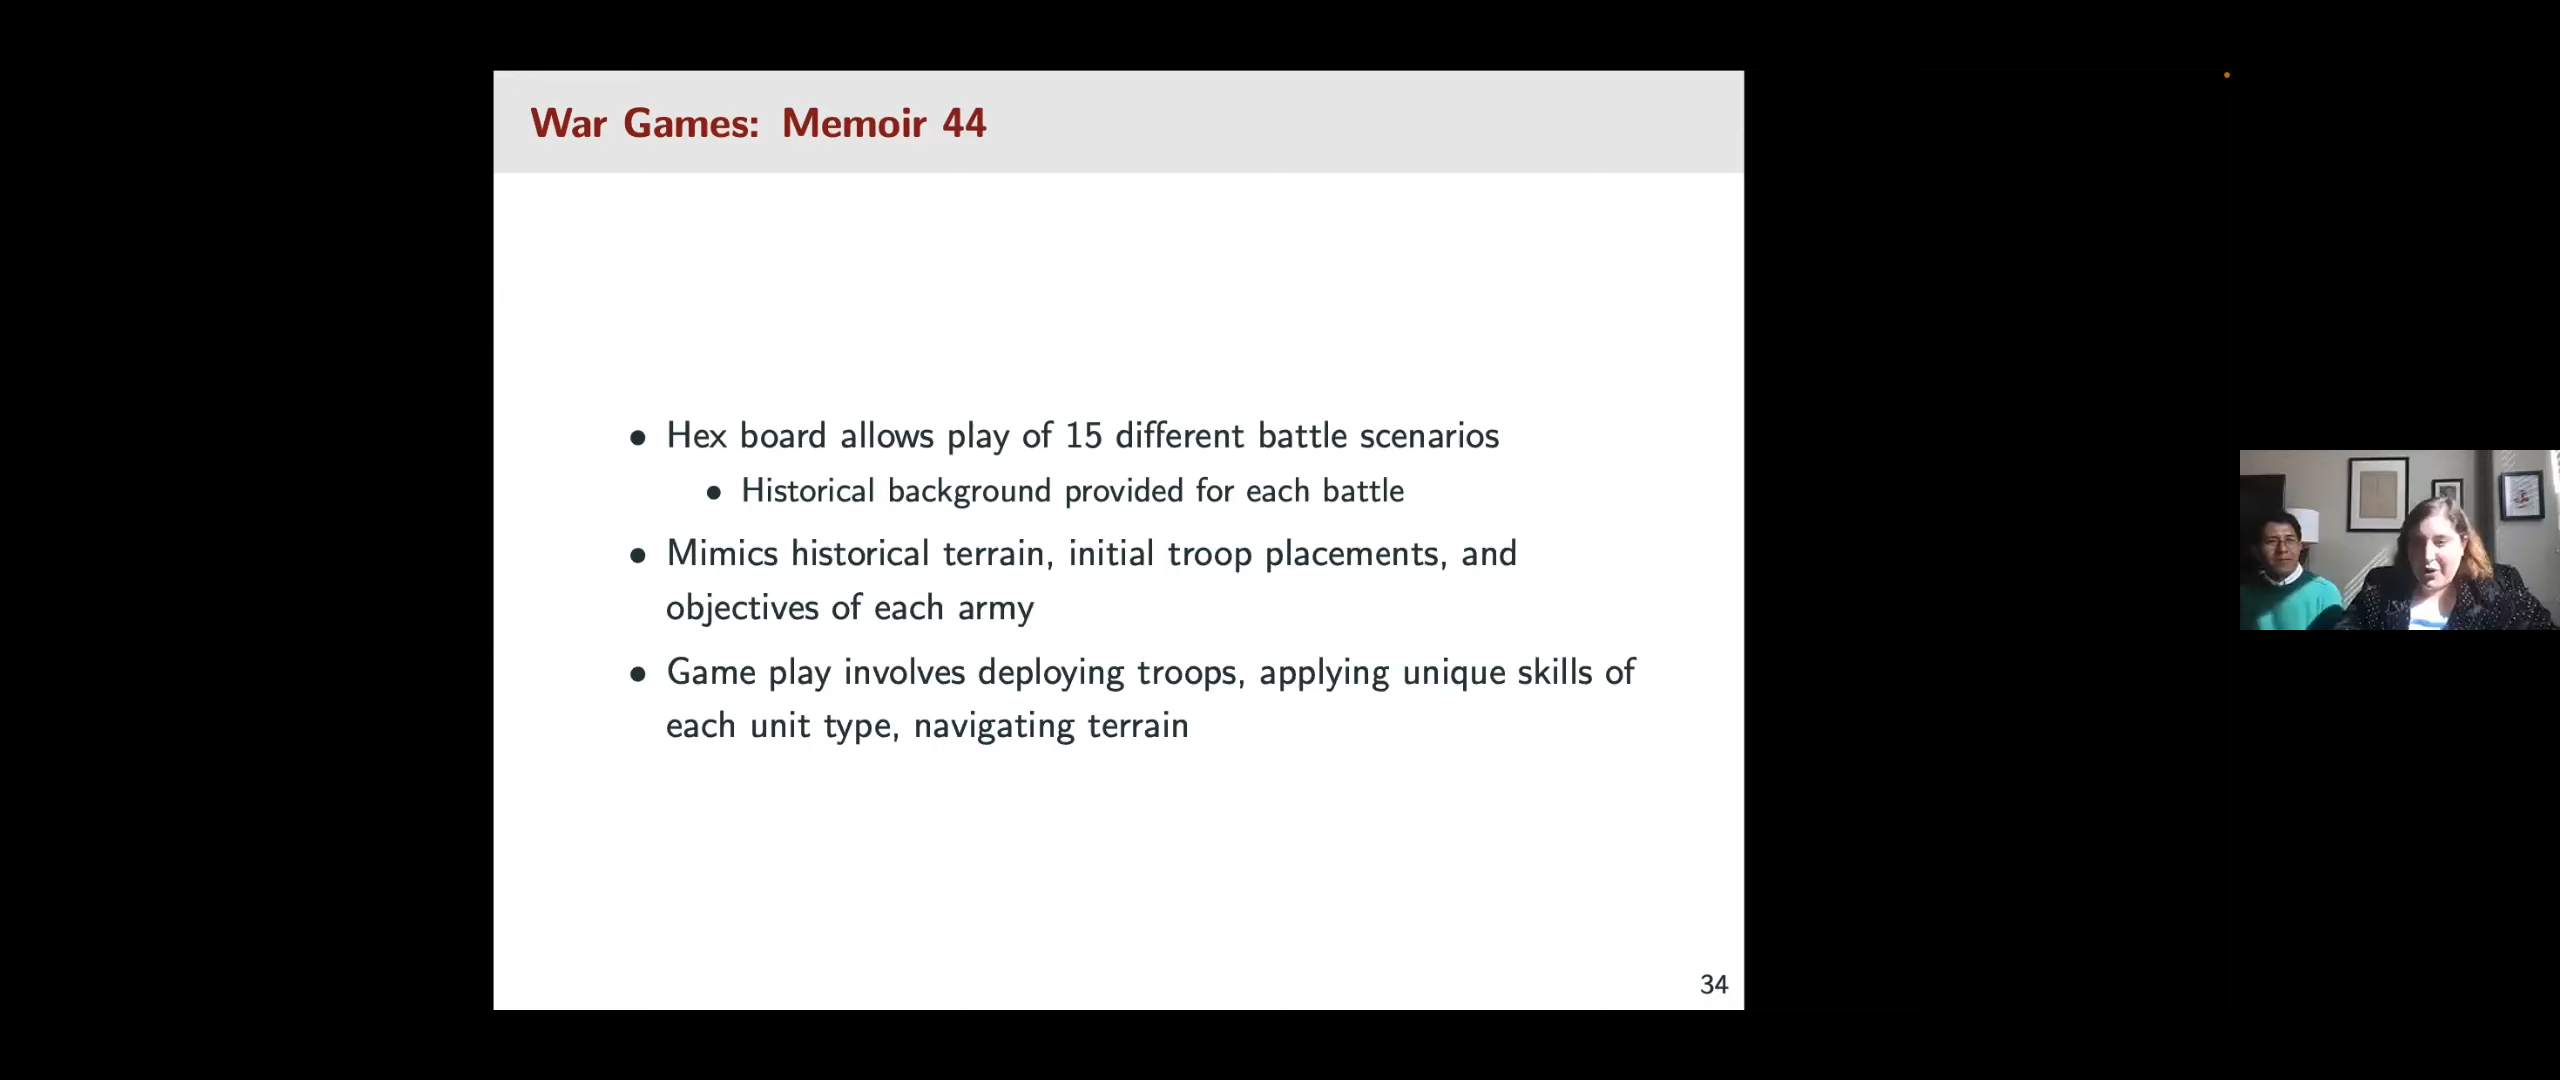 War Games: Memoir 44
• Hex board allows play of 15 different battle scenarios
• Historical background provided for each battle
• Mimics historical terrain, initial troop placements, and
objectives of each army
• Game play involves deploying troops, applying unique skills of
each unit type, navigating terrain
34